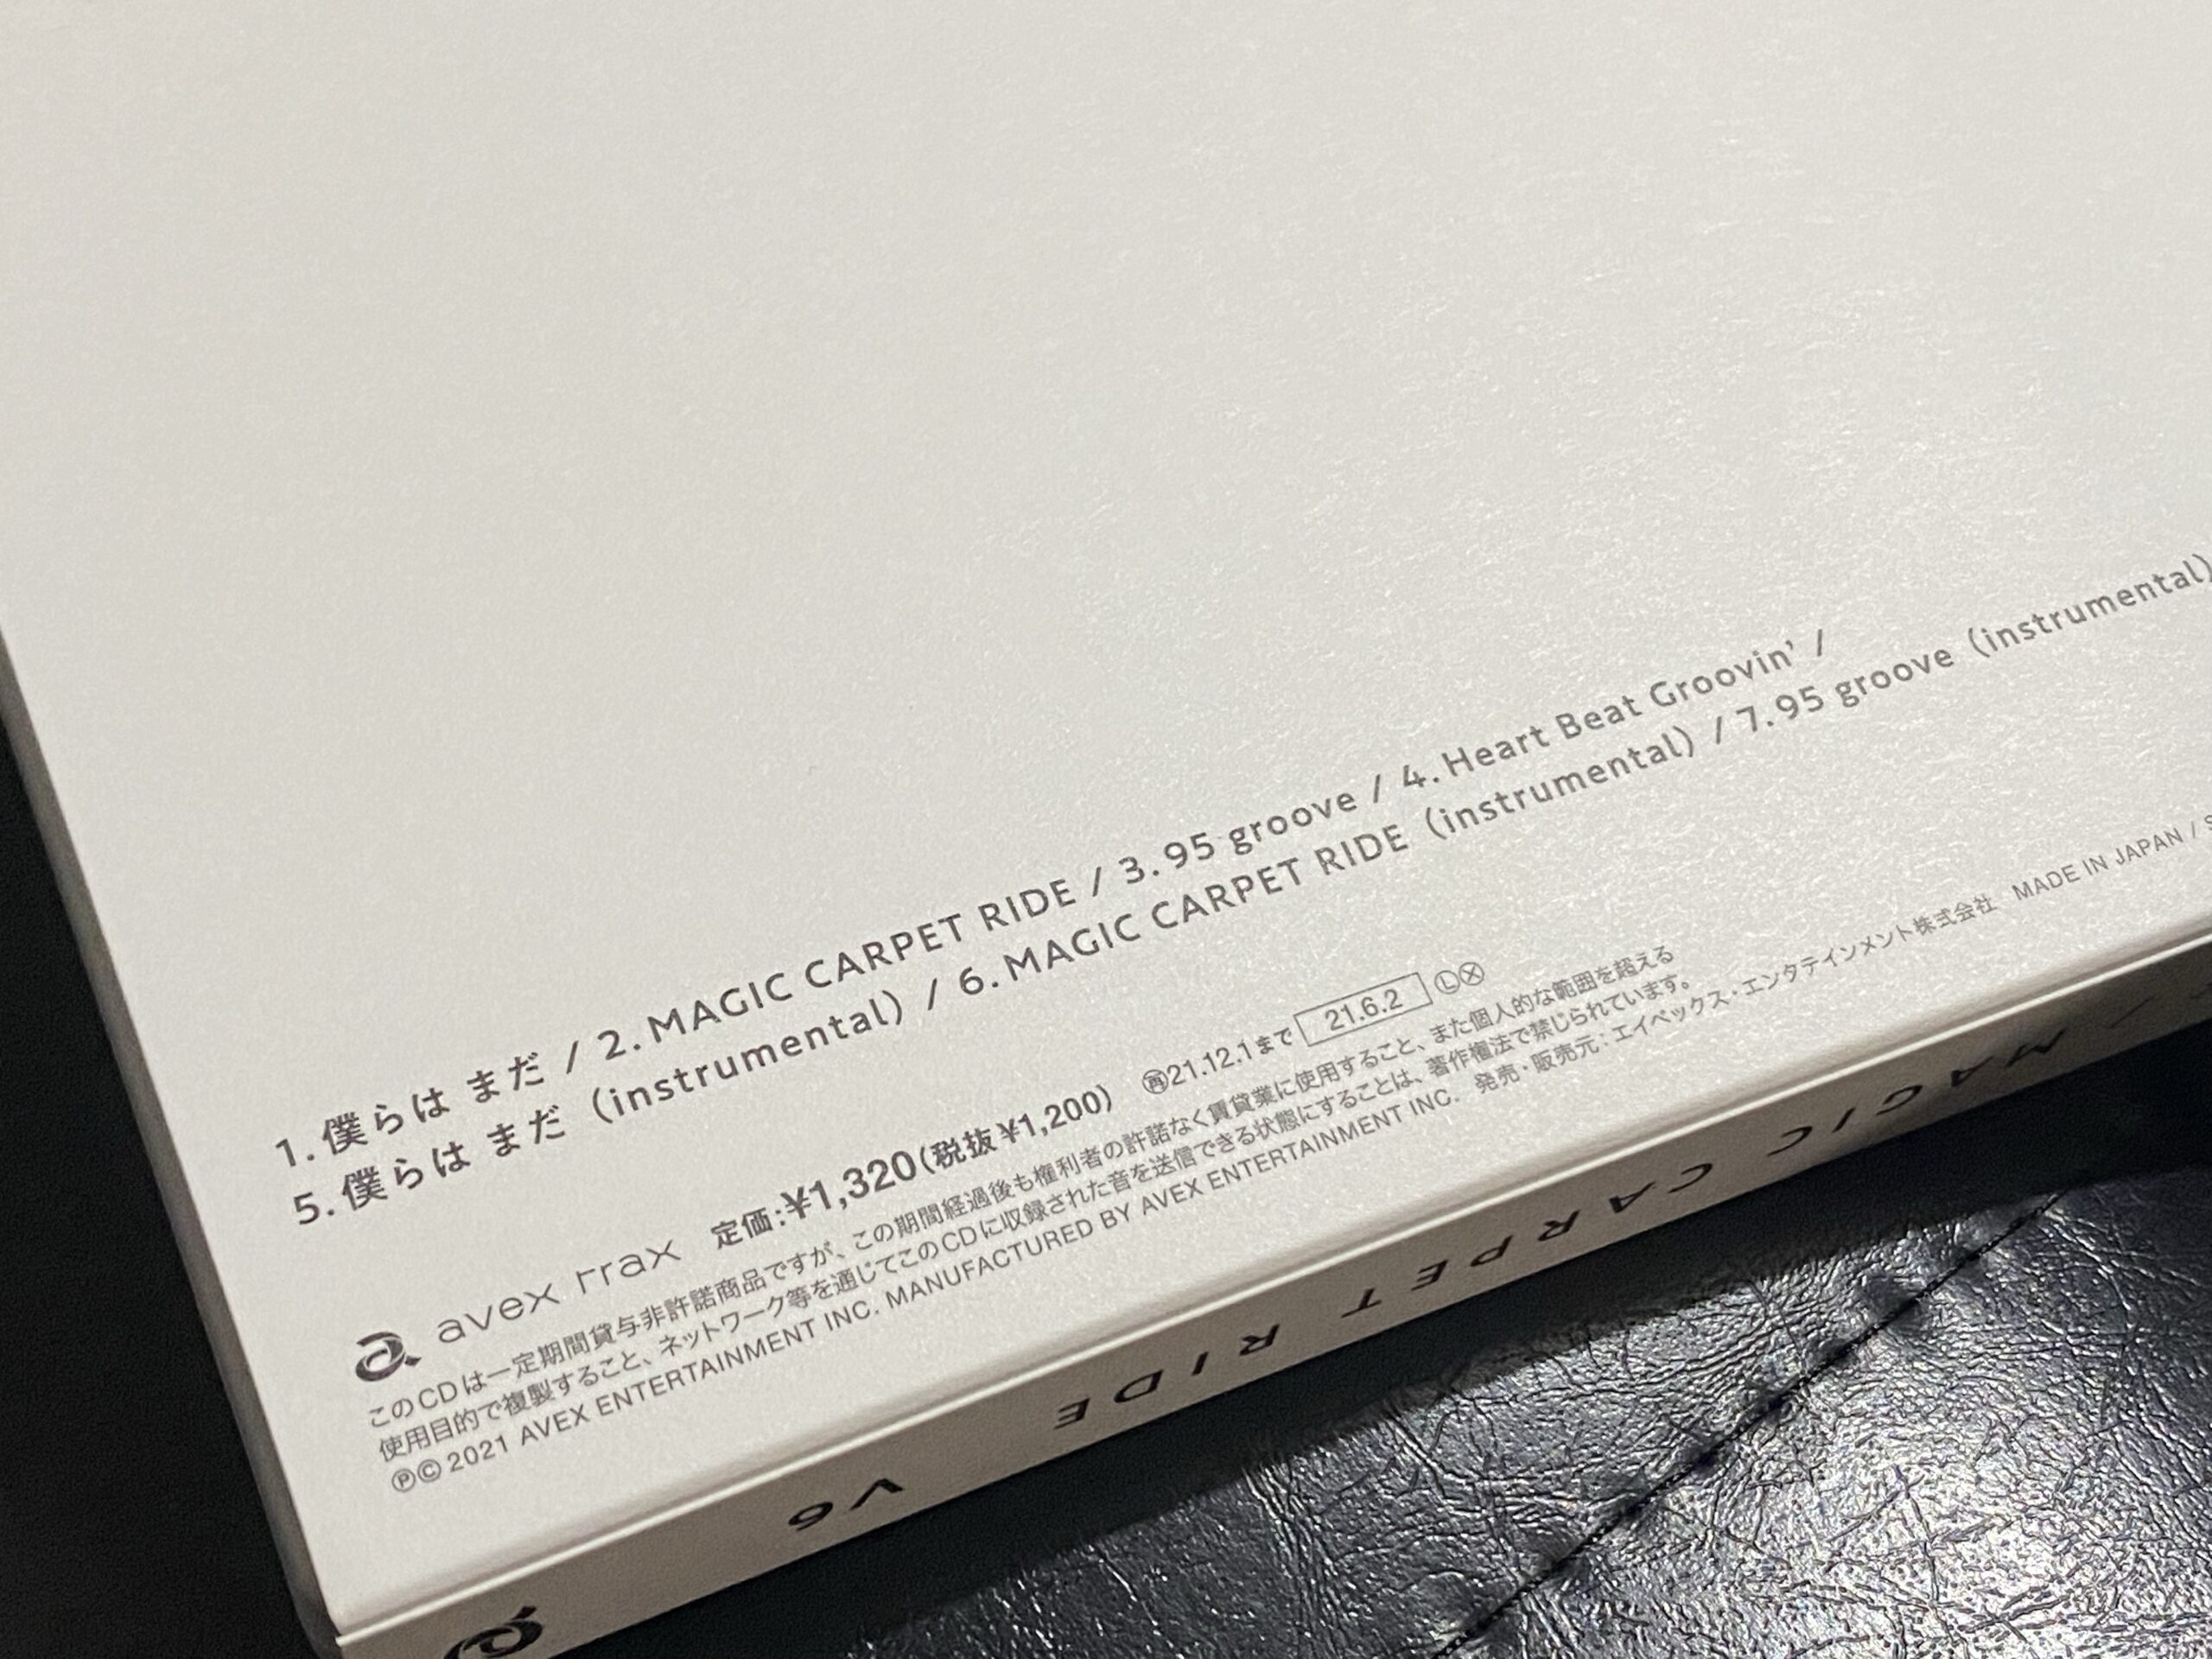 1. 僕らは まだ / 2. MAGIC CARPET RIDE / 3. 95 groove / 4. Heart Beat Groovin' /
5. 僕らは まだ（instrumental） / 6. MAGIC CARPET RIDE（instrumental） / 7. 95 groove（instrumental）
avex trax 定価:¥1,320(税抜¥1,200) ㊞21.12.1まで 21.6.2 ⓁⓍ
このCDは一定期間貸与非許諾商品ですが、この期間経過後も権利者の許諾なく賃貸業に使用すること、また個人的な範囲を超える
使用目的で複製すること、ネットワーク等を通じてこのCDに収録された音を送信できる状態にすることは、著作権法で禁じられています。
Ⓟ© 2021 AVEX ENTERTAINMENT INC. MANUFACTURED BY AVEX ENTERTAINMENT INC. 発売・販売元：エイベックス・エンタテインメント株式会社 MADE IN JAPAN /
MAGIC CARPET RIDE V6